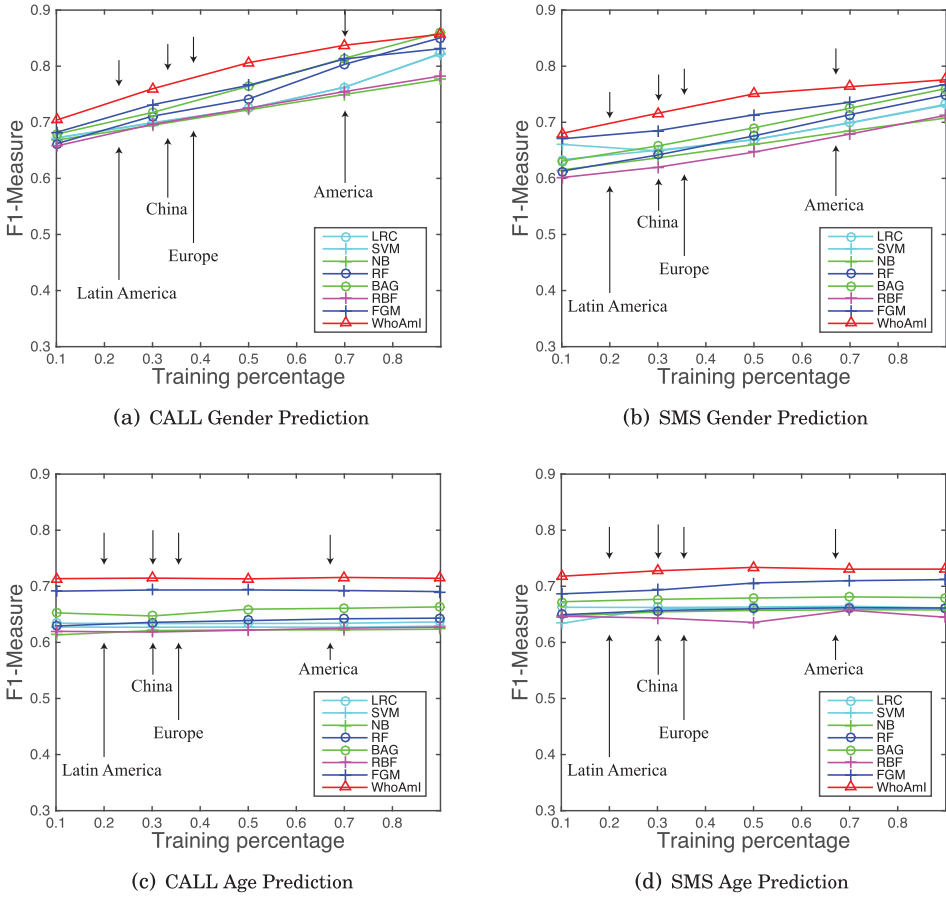 0.9
0.8
0.7
0.6
0.5
0.4
0.3
F1-Measure
America
China
Europe
Latin America
LRC
SVM
NB
RF
BAG
RBF
FGM
WhoAmI
0.1 0.2 0.3 0.4 0.5 0.6 0.7 0.8
Training percentage
(a) CALL Gender Prediction
0.9
0.8
0.7
0.6
0.5
0.4
0.3
F1-Measure
America
China
Europe
Latin America
LRC
SVM
NB
RF
BAG
RBF
FGM
WhoAmI
0.1 0.2 0.3 0.4 0.5 0.6 0.7 0.8
Training percentage
(b) SMS Gender Prediction
0.9
0.8
0.7
0.6
0.5
0.4
0.3
F1-Measure
America
China
Europe
Latin America
LRC
SVM
NB
RF
BAG
RBF
FGM
WhoAmI
0.1 0.2 0.3 0.4 0.5 0.6 0.7 0.8
Training percentage
(c) CALL Age Prediction
0.9
0.8
0.7
0.6
0.5
0.4
0.3
F1-Measure
America
China
Europe
Latin America
LRC
SVM
NB
RF
BAG
RBF
FGM
WhoAmI
0.1 0.2 0.3 0.4 0.5 0.6 0.7 0.8
Training percentage
(d) SMS Age Prediction